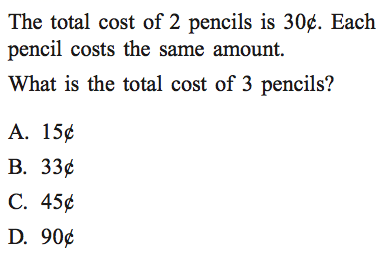 The total cost of 2 pencils is 30¢. Each
pencil costs the same amount.
What is the total cost of 3 pencils?
A. 15¢
B. 33¢
C. 45¢
D. 90¢